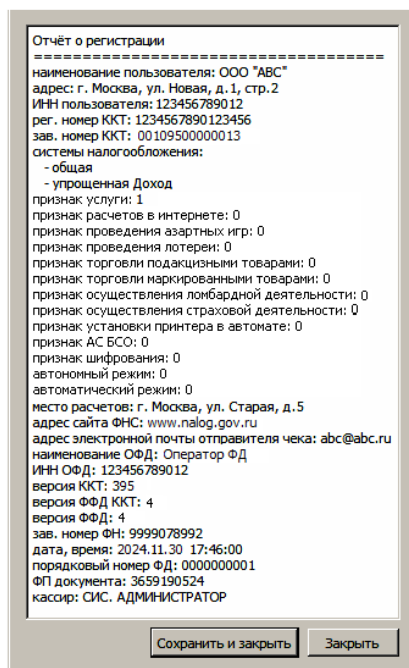 Отчёт о регистрации
====================================
наименование пользователя: ООО "АВС"
адрес: г. Москва, ул. Новая, д.1, стр.2
ИНН пользователя: 123456789012
рег. номер ККТ: 1234567890123456
зав. номер ККТ: 00109500000013
системы налогообложения:
- общая
- упрощенная Доход
признак услуги: 1
признак расчетов в интернете: 0
признак проведения азартных игр: 0
признак проведения лотереи: 0
признак торговли подакцизными товарами: 0
признак торговли маркированными товарами: 0
признак осуществления ломбардной деятельности: 0
признак осуществления страховой деятельности: 0
признак установки принтера в автомате: 0
признак АС БСО: 0
признак шифрования: 0
автономный режим: 0
автоматический режим: 0
место расчетов: г. Москва, ул. Старая, д.5
адрес сайта ФНС: www.nalog.gov.ru
адрес электронной почты отправителя чека: abc@abc.ru
наименование ОФД: Оператор ФД
ИНН ОФД: 123456789012
версия ККТ: 395
версия ФФД ККТ: 4
версия ФФД: 4
зав. номер ФН: 9999078992
дата, время: 2024.11.30 17:46:00
порядковый номер ФД: 0000000001
ФП документа: 3659190524
кассир: СИС. АДМИНИСТРАТОР
Сохранить и закрыть Закрыть